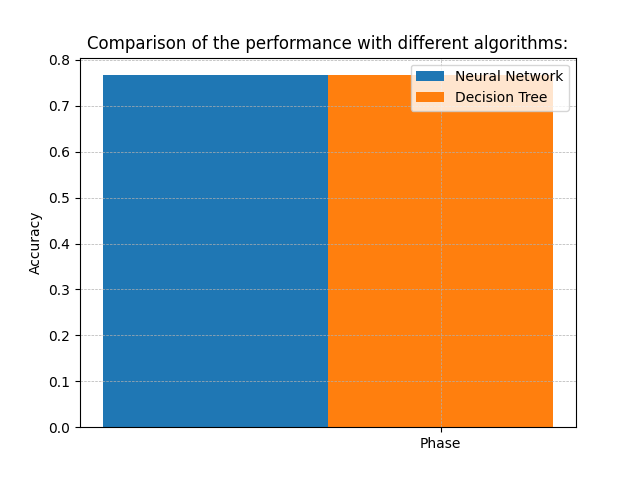 Comparison of the performance with different algorithms:
Neural Network
Decision Tree
0.8
0.7
0.6
0.5
0.4
0.3
0.2
0.1
0.0
Accuracy
Phase